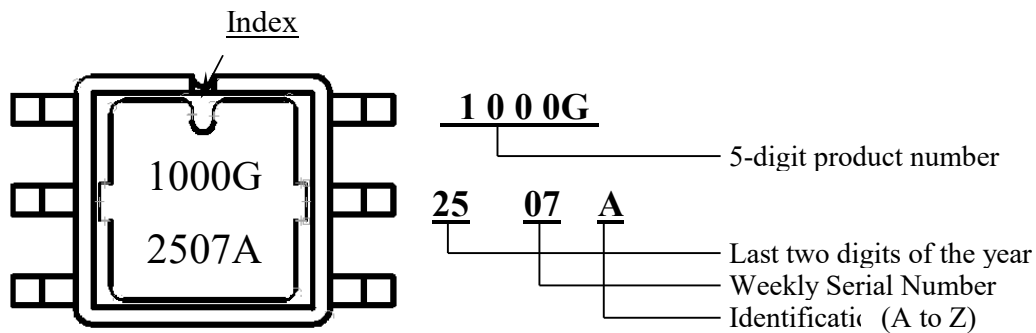 Index
1000G
2507A
1 0 0 0G
5-digit product number
25 07 A
Last two digits of the year
Weekly Serial Number
(A to Z)